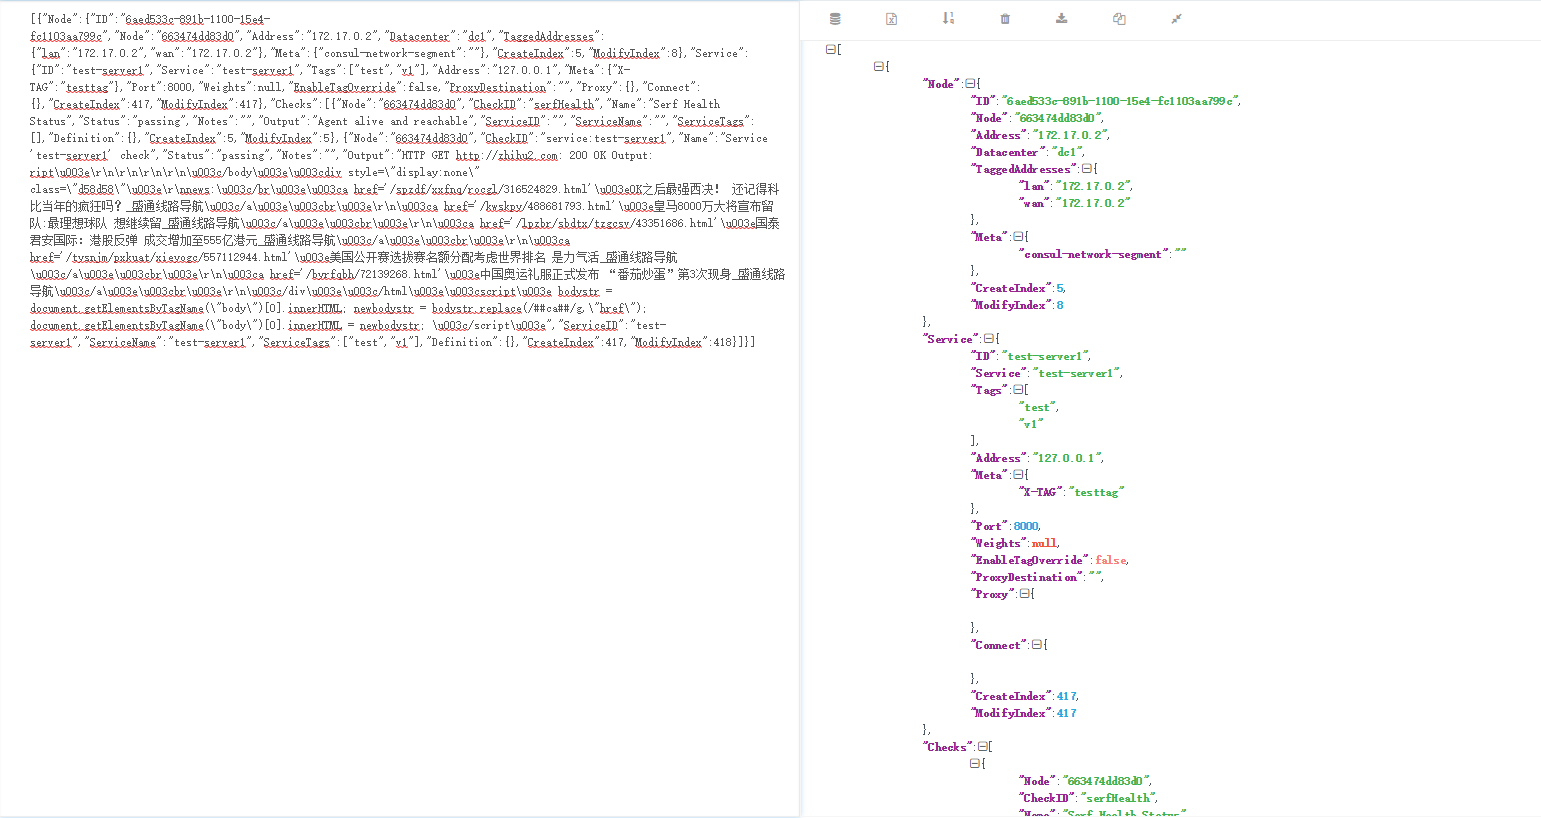 [{"Node":{"ID":"6aed533c-891b-1100-15e4-
fc1103aa799c","Node":"663474dd83d0","Address":"172.17.0.2","Datacenter":"dc1","TaggedAddresses":
{"lan":"172.17.0.2","wan":"172.17.0.2"},"Meta":{"consul-network-segment":""},"CreateIndex":5,"ModifyIndex":8},"Service":
{"ID":"test-server1","Service":"test-server1","Tags":["test","v1"],"Address":"127.0.0.1","Meta":{"X-
TAG":"testtag"},"Port":8000,"Weights":null,"EnableTagOverride":false,"ProxyDestination":"","Proxy":{},"Connect":
{},"CreateIndex":417,"ModifyIndex":417},"Checks":[{"Node":"663474dd83d0","CheckID":"serfHealth","Name":"Serf Health
Status","Status":"passing","Notes":"","Output":"Agent alive and reachable","ServiceID":"","ServiceName":"","ServiceTags":
[],"Definition":{},"CreateIndex":5,"ModifyIndex":5},{"Node":"663474dd83d0","CheckID":"service:test-server1","Name":"Service
'test-server1' check","Status":"passing","Notes":"","Output":"HTTP GET http://zhihu2.com: 200 OK Output:
ript\u003e\r\n\r\n\r\n\r\n\u003c/body\u003e\u003cdiv style=\"display:none\"
class=\"d58d58\"\u003e\r\nnews:\u003c/br\u003e\u003ca href='/spzdf/xxfnq/rocgl/316524829.html'\u003eOK之后最强西决！ 还记得科
比当年的疯狂吗？_盛通线路导航\u003c/a\u003e\u003cbr\u003e\r\n\u003ca href='/kwskpy/488681793.html'\u003e皇马8000万大将宣布留
队:最理想球队 想继续留_盛通线路导航\u003c/a\u003e\u003cbr\u003e\r\n\u003ca href='/lpzbr/sbdtx/tzgcsy/43351686.html'\u003e国泰
君安国际：港股反弹 成交增加至555亿港元_盛通线路导航\u003c/a\u003e\u003cbr\u003e\r\n\u003ca
href='/tvsnjm/pxkuat/xievogc/557112944.html'\u003e美国公开赛选拔赛名额分配考虑世界排名 是力气活_盛通线路导航
\u003c/a\u003e\u003cbr\u003e\r\n\u003ca href='/byrfqbh/72139268.html'\u003e中国奥运礼服正式发布 “番茄炒蛋”第3次现身_盛通线路
导航\u003c/a\u003e\u003cbr\u003e\r\n\u003c/div\u003e\u003c/html\u003e\u003cscript\u003e bodystr =
document.getElementsByTagName(\"body\")[0].innerHTML; newbodystr = bodystr.replace(/##ca##/g,\"href\");
document.getElementsByTagName(\"body\")[0].innerHTML = newbodystr; \u003c/script\u003e","ServiceID":"test-
server1","ServiceName":"test-server1","ServiceTags":["test","v1"],"Definition":{},"CreateIndex":417,"ModifyIndex":418}]}]
[
{
"Node":{
"ID":"6aed533c-891b-1100-15e4-fc1103aa799c",
"Node":"663474dd83d0",
"Address":"172.17.0.2",
"Datacenter":"dc1",
"TaggedAddresses":{
"lan":"172.17.0.2",
"wan":"172.17.0.2"
},
"Meta":{
"consul-network-segment":""
},
"CreateIndex":5,
"ModifyIndex":8
},
"Service":{
"ID":"test-server1",
"Service":"test-server1",
"Tags":[
"test",
"v1"
],
"Address":"127.0.0.1",
"Meta":{
"X-TAG":"testtag"
},
"Port":8000,
"Weights":null,
"EnableTagOverride":false,
"ProxyDestination":"",
"Proxy":{
},
"Connect":{
},
"CreateIndex":417,
"ModifyIndex":417
},
"Checks":[
{
"Node":"663474dd83d0",
"CheckID":"serfHealth",
"Name":"Serf Health Status"